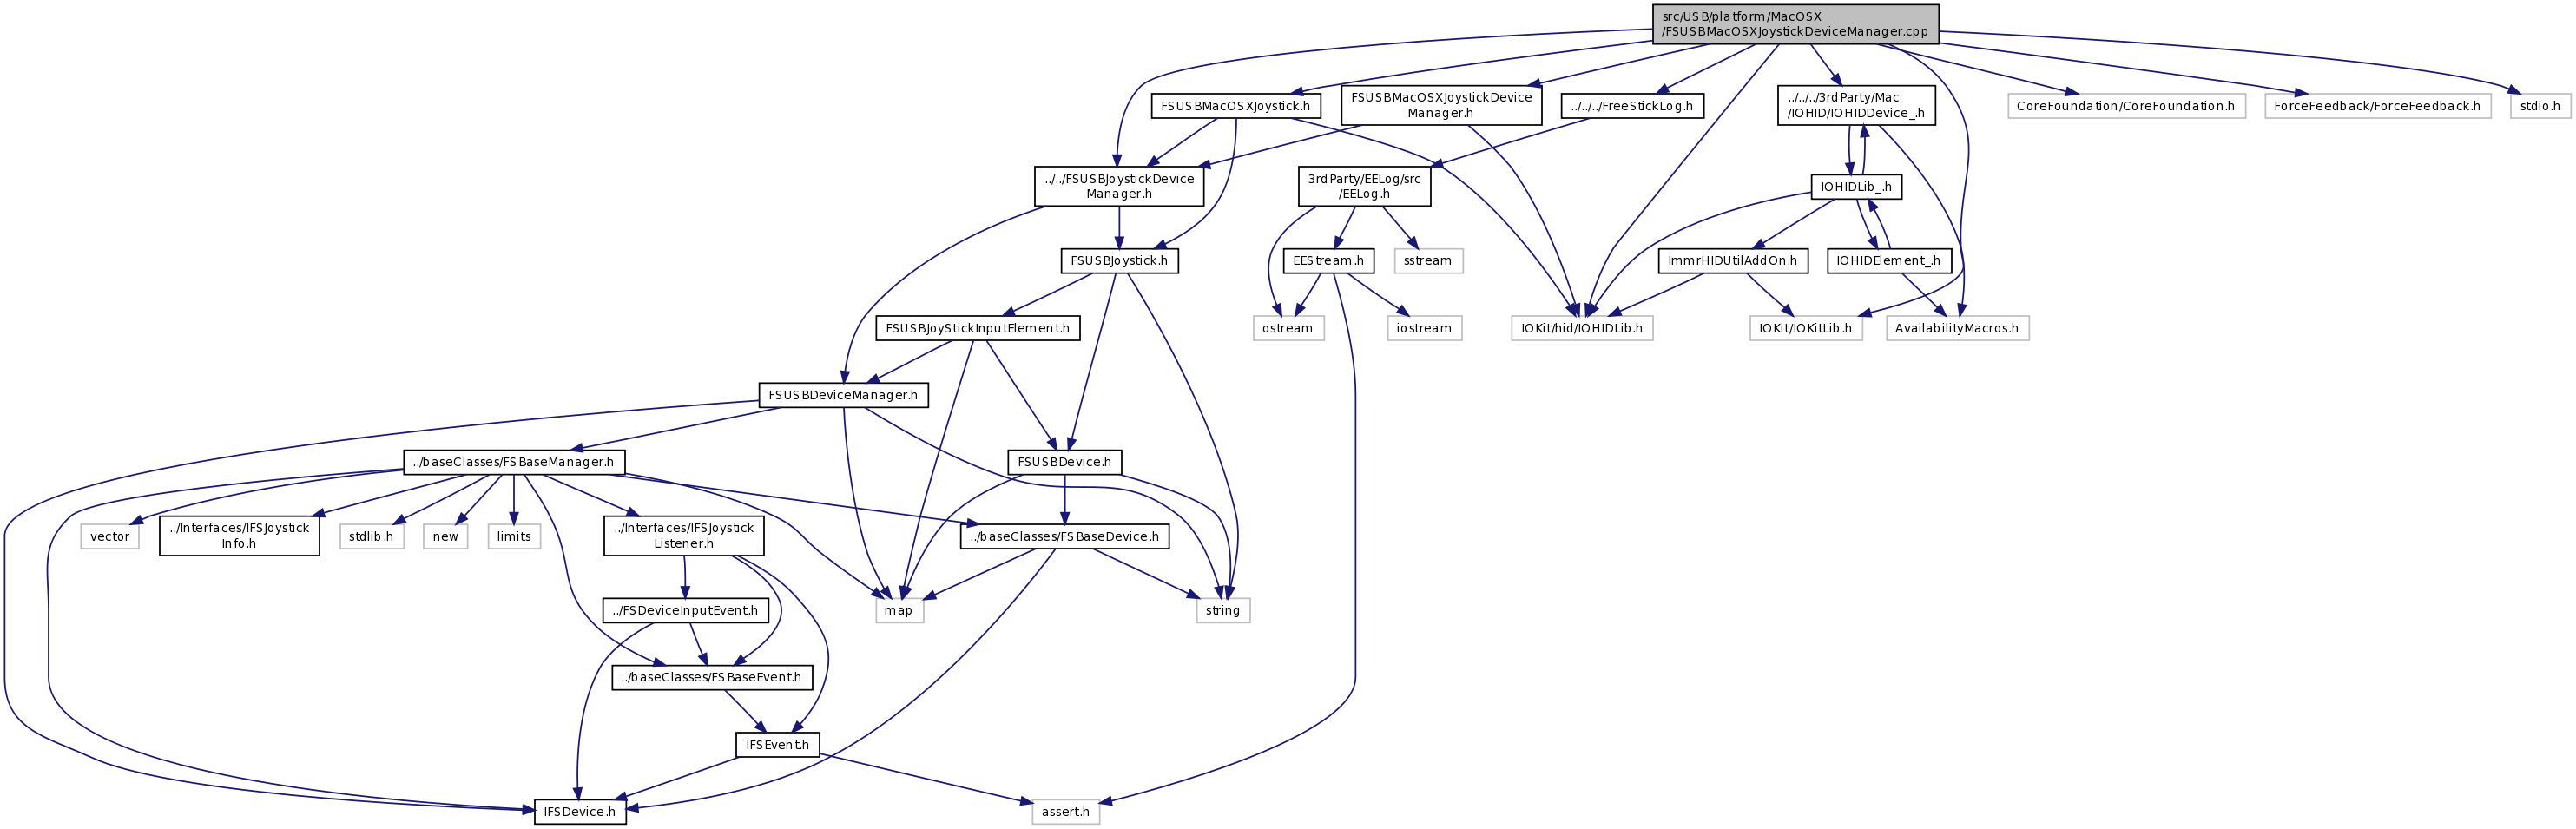 src/USB/platform/MacOSX
/FSUSBMacOSXJoystickDeviceManager.cpp
FSUSBMacOSXJoystick.h
FSUSBMacOSXJoystickDevice
Manager.h
../../../FreeStickLog.h
../../../3rdParty/Mac
/IOHID/IOHIDDevice_.h
CoreFoundation/CoreFoundation.h
ForceFeedback/ForceFeedback.h
stdio.h
../../FSUSBJoystickDevice
Manager.h
3rdParty/EELog/src
/EELog.h
IOHIDLib_.h
FSUSBJoystick.h
EEStream.h
sstream
ImmrHIDUtilAddOn.h
IOHIDElement_.h
FSUSBJoyStickInputElement.h
ostream
iostream
IOKit/hid/IOHIDLib.h
IOKit/IOKitLib.h
AvailabilityMacros.h
FSUSBDeviceManager.h
../baseClasses/FSBaseManager.h
FSUSBDevice.h
vector
../Interfaces/IFSJoystick
Info.h
stdlib.h
new
limits
../Interfaces/IFSJoystick
Listener.h
../baseClasses/FSBaseDevice.h
../FSDeviceInputEvent.h
map
string
../baseClasses/FSBaseEvent.h
IFSEvent.h
IFSDevice.h
assert.h